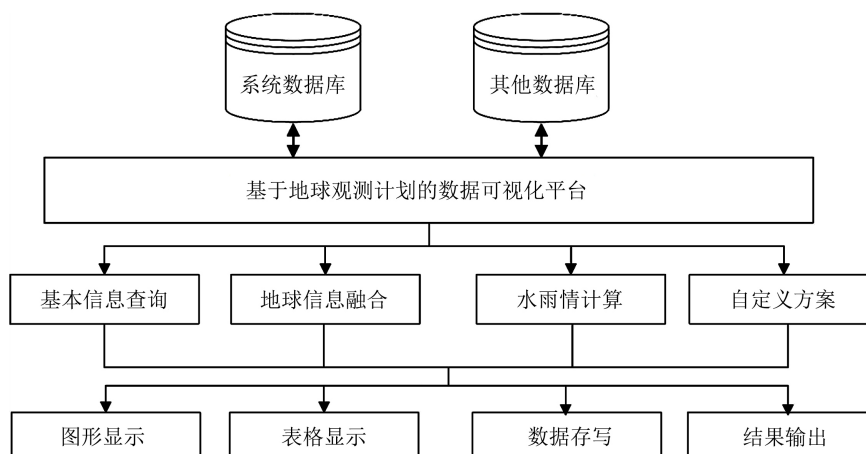 系统数据库
其他数据库
基于地球观测计划的数据可视化平台
基本信息查询
地球信息融合
水雨情计算
自定义方案
图形显示
表格显示
数据存写
结果输出